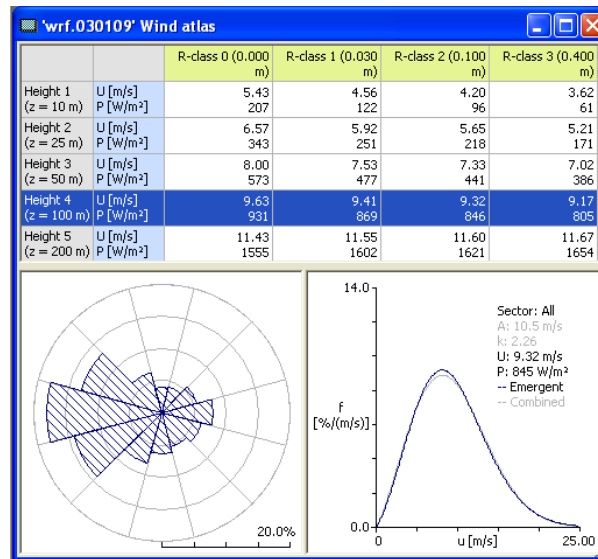 'wrf.030109' Wind atlas
R-class 0 (0.000 m) R-class 1 (0.030 m) R-class 2 (0.100 m) R-class 3 (0.400 m)
Height 1 U [m/s] 5.43 4.56 4.20 3.62
(z = 10 m) P [W/m²] 207 122 96 61
Height 2 U [m/s] 6.57 5.92 5.65 5.21
(z = 25 m) P [W/m²] 343 251 218 171
Height 3 U [m/s] 8.00 7.53 7.33 7.02
(z = 50 m) P [W/m²] 573 477 441 386
Height 4 U [m/s] 9.63 9.41 9.32 9.17
(z = 100 m) P [W/m²] 931 869 846 805
Height 5 U [m/s] 11.43 11.55 11.60 11.67
(z = 200 m) P [W/m²] 1555 1602 1621 1654
20.0%
14.0
Sector: All
A: 10.5 m/s
k: 2.26
U: 9.32 m/s
P: 845 W/m²
-- Emergent
-- Combined
f
[%/(m/s)]
0.0
0 u [m/s] 25.00